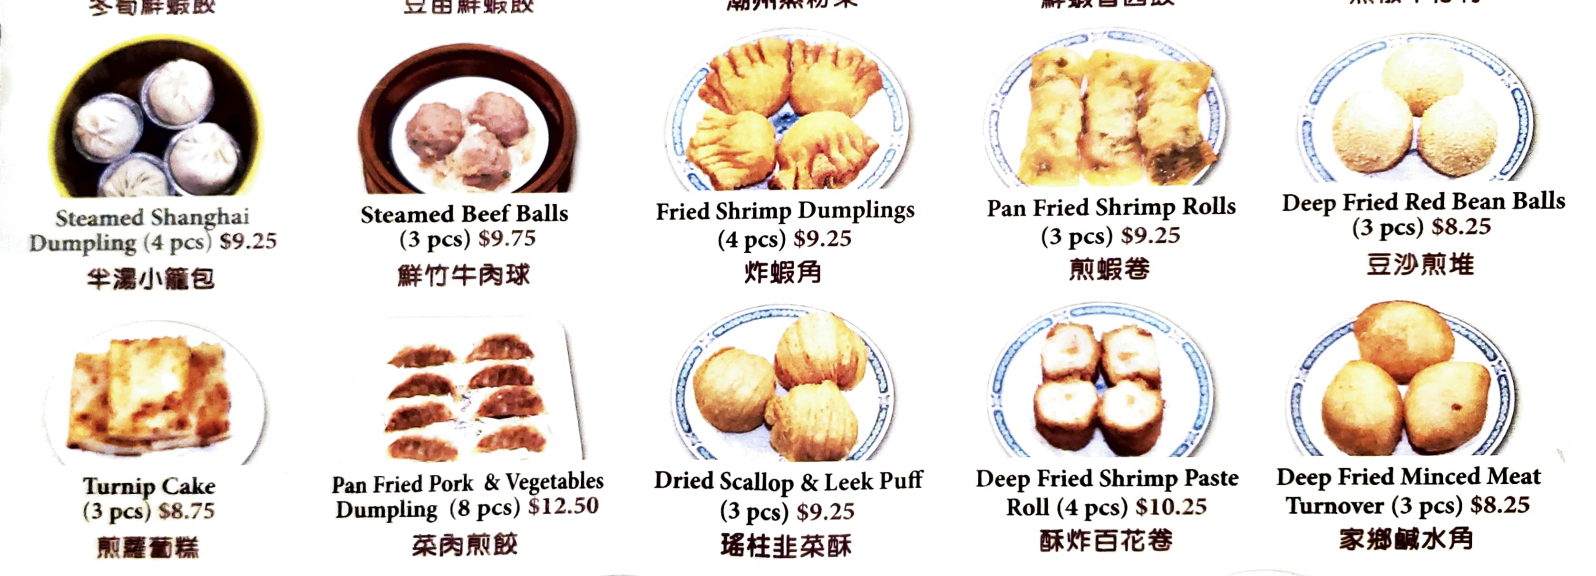 Steamed Shanghai
Dumpling (4 pcs) $9.25
半湯小籠包
Steamed Beef Balls
(3 pcs) $9.75
鮮竹牛肉球
Fried Shrimp Dumplings
(4 pcs) $9.25
炸蝦角
Pan Fried Shrimp Rolls
(3 pcs) $9.25
煎蝦卷
Deep Fried Red Bean Balls
(3 pcs) $8.25
豆沙煎堆
Turnip Cake
(3 pcs) $8.75
煎蘿蔔糕
Pan Fried Pork & Vegetables
Dumpling (8 pcs) $12.50
菜肉煎餃
Dried Scallop & Leek Puff
(3 pcs) $9.25
瑤柱韭菜酥
Deep Fried Shrimp Paste
Roll (4 pcs) $10.25
酥炸百花卷
Deep Fried Minced Meat
Turnover (3 pcs) $8.25
家鄉鹹水角